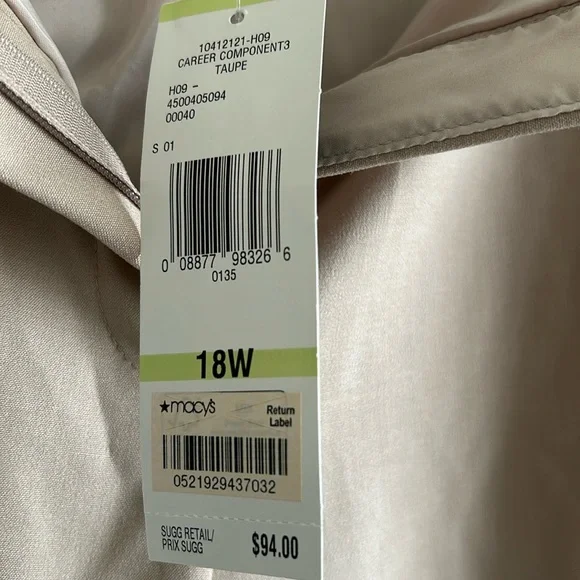 10412121-H09
CAREER COMPONENT3
TAUPE
H09 -
4500405094
00040
S 01
0 08877 98326 6
0135
18W
★macy's
Return
Label
0521929437032
SUGG RETAIL/
PRIX SUGG
$94.00